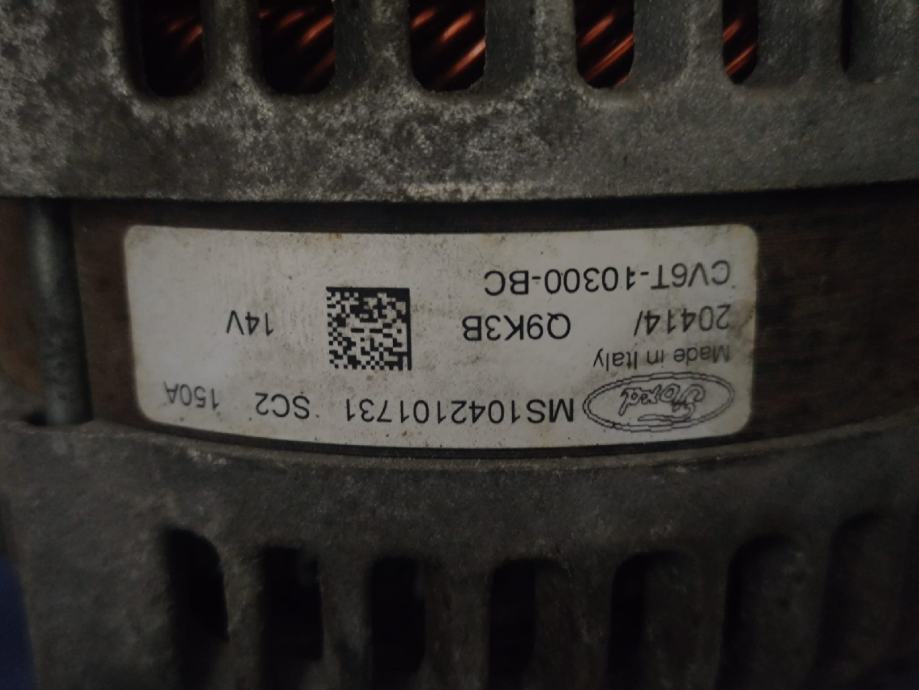 Ford MS1042101731 SC2 150A
Made in Italy
20414/ Q9K3B 14V
CV6T-10300-BC